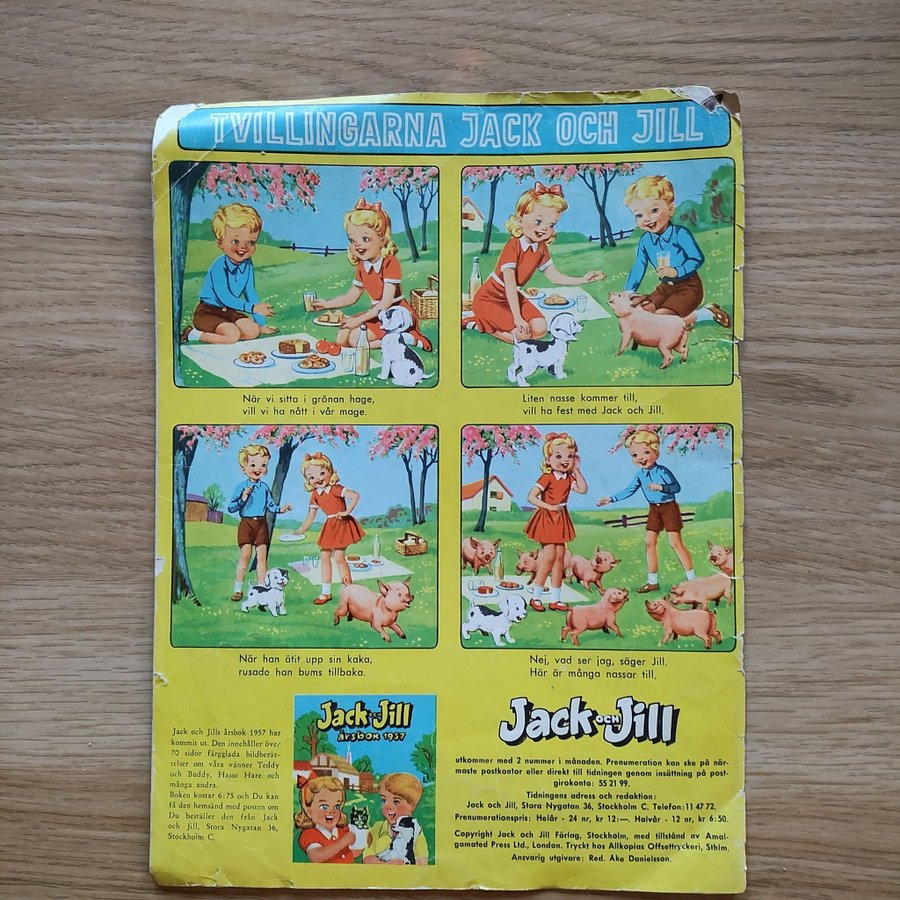 TVILLINGARNA JACK OCH JILL
När vi sitta i grönan hage,
vill vi ha nått i vår mage.
Liten nasse kommer till,
vill ha fest med Jack och Jill.
När han ätit upp sin kaka,
rusade han bums tillbaka.
Nej, vad ser jag, säger Jill.
Här är många nassar till.
Jack och Jills årsbok 1957 har
kommit ut. Den innehåller över
70 sidor färgglada bildberät-
telser om våra vänner Teddy
och Buddy, Hasse Hare och
många andra.
Boken kostar 6:75 och Du kan
få den hemsänd med posten om
Du beställer den från Jack
och Jill, Stora Nygatan 36,
Stockholm C.
Jack och Jill
årsbok 1957
Jack OCH Jill
utkommer med 2 nummer i månaden. Prenumeration kan ske på när-
maste postkontor eller direkt till tidningen genom insättning på post-
girokonto: 55 21 99.
Tidningens adress och redaktion:
Jack och Jill, Stora Nygatan 36, Stockholm C. Telefon: 11 47 72.
Prenumerationspris: Helår - 24 nr, kr 12:—. Halvår - 12 nr, kr 6:50.
Copyright Jack och Jill Förlag, Stockholm, med tillstånd av Amal-
gamated Press Ltd., London. Tryckt hos Allkopias Offsettryckeri, Sthlm.
Ansvarig utgivare: Red. Åke Danielsson.